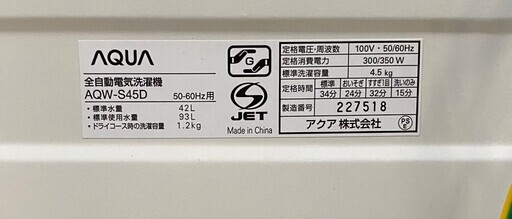 AQUA
全自動電気洗濯機
AQW-S45D 50-60Hz用
・標準水量 42L
・標準使用水量 93L
・ドライコース時の洗濯容量 1.2kg
G
S
JET
Made in China
定格電圧・周波数 100V・50/60Hz
定格消費電力 300/350W
標準洗濯容量 4.5kg
定格時間 標準 おいそぎ すすぎ1回 洗いのみ
34分 24分 32分 15分
製造番号 227518
アクア株式会社
PS
E